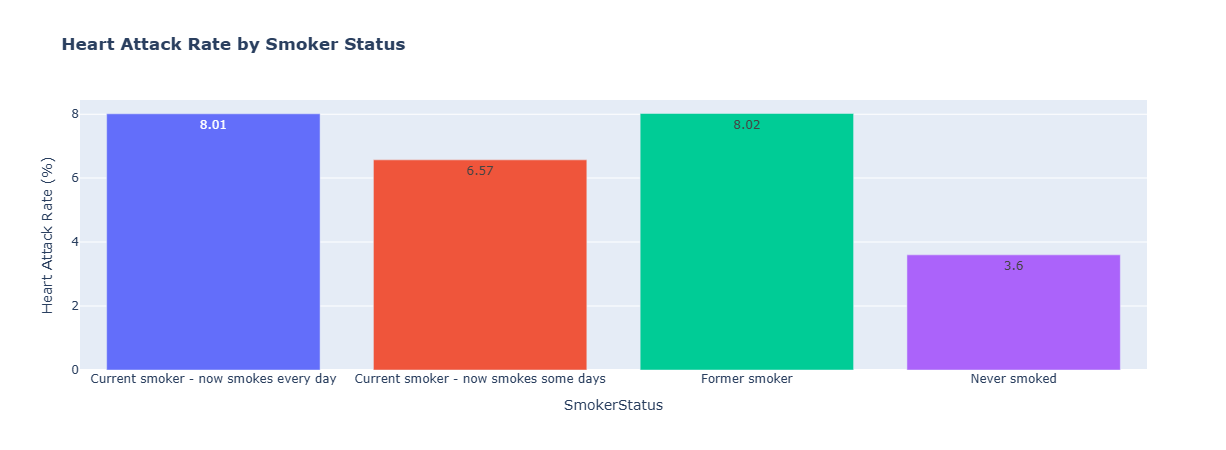 Heart Attack Rate by Smoker Status
Heart Attack Rate (%)
8
6
4
2
0
8.01
6.57
8.02
3.6
Current smoker - now smokes every day
Current smoker - now smokes some days
Former smoker
Never smoked
SmokerStatus